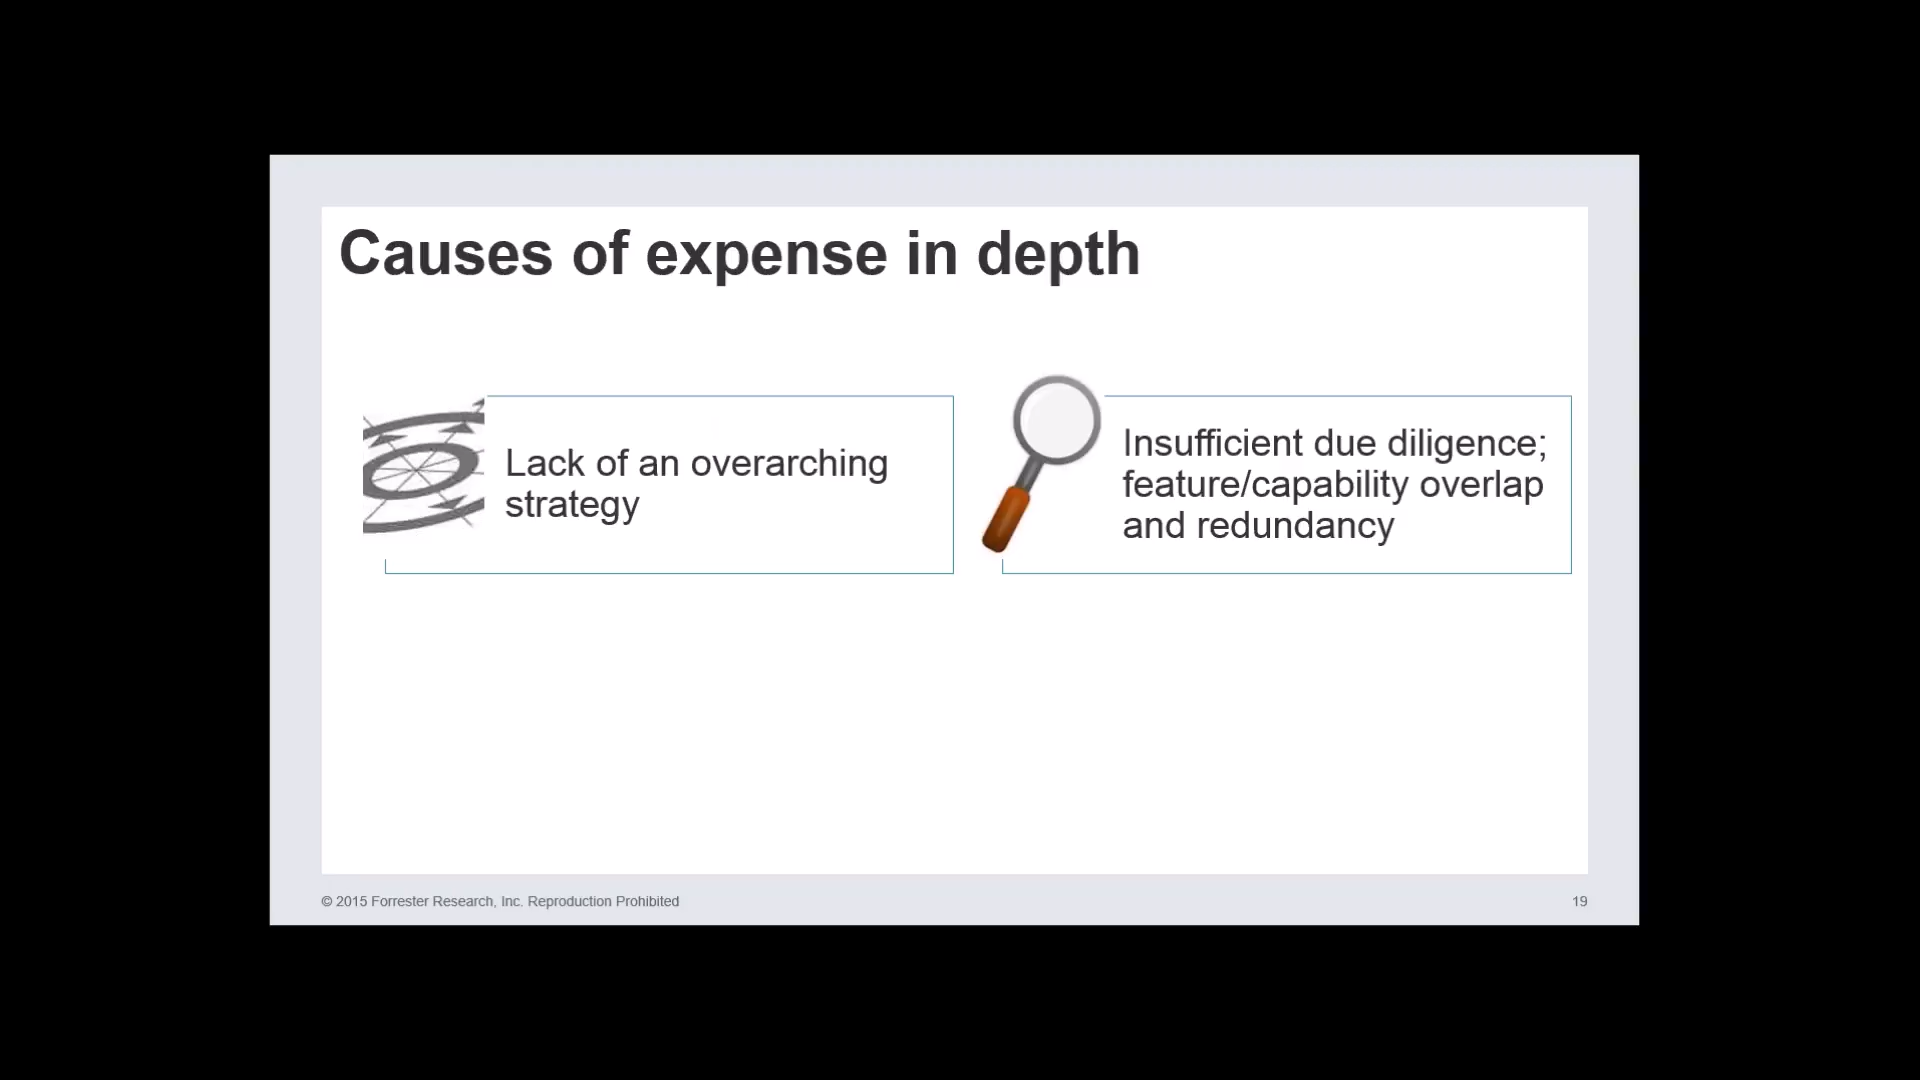 Causes of expense in depth
Lack of an overarching
strategy
Insufficient due diligence;
feature/capability overlap
and redundancy
© 2015 Forrester Research, Inc. Reproduction Prohibited
19